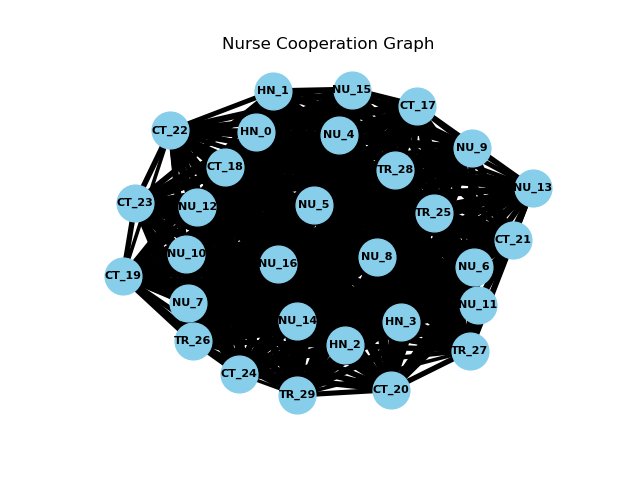 Nurse Cooperation Graph
HN_1
NU_15
CT_17
CT_22
HN_0
NU_4
NU_9
CT_18
TR_28
NU_13
CT_23
NU_12
NU_5
TR_25
CT_21
NU_10
NU_16
NU_8
NU_6
CT_19
NU_7
NU_11
NU_14
HN_3
TR_26
HN_2
TR_27
CT_24
TR_29
CT_20